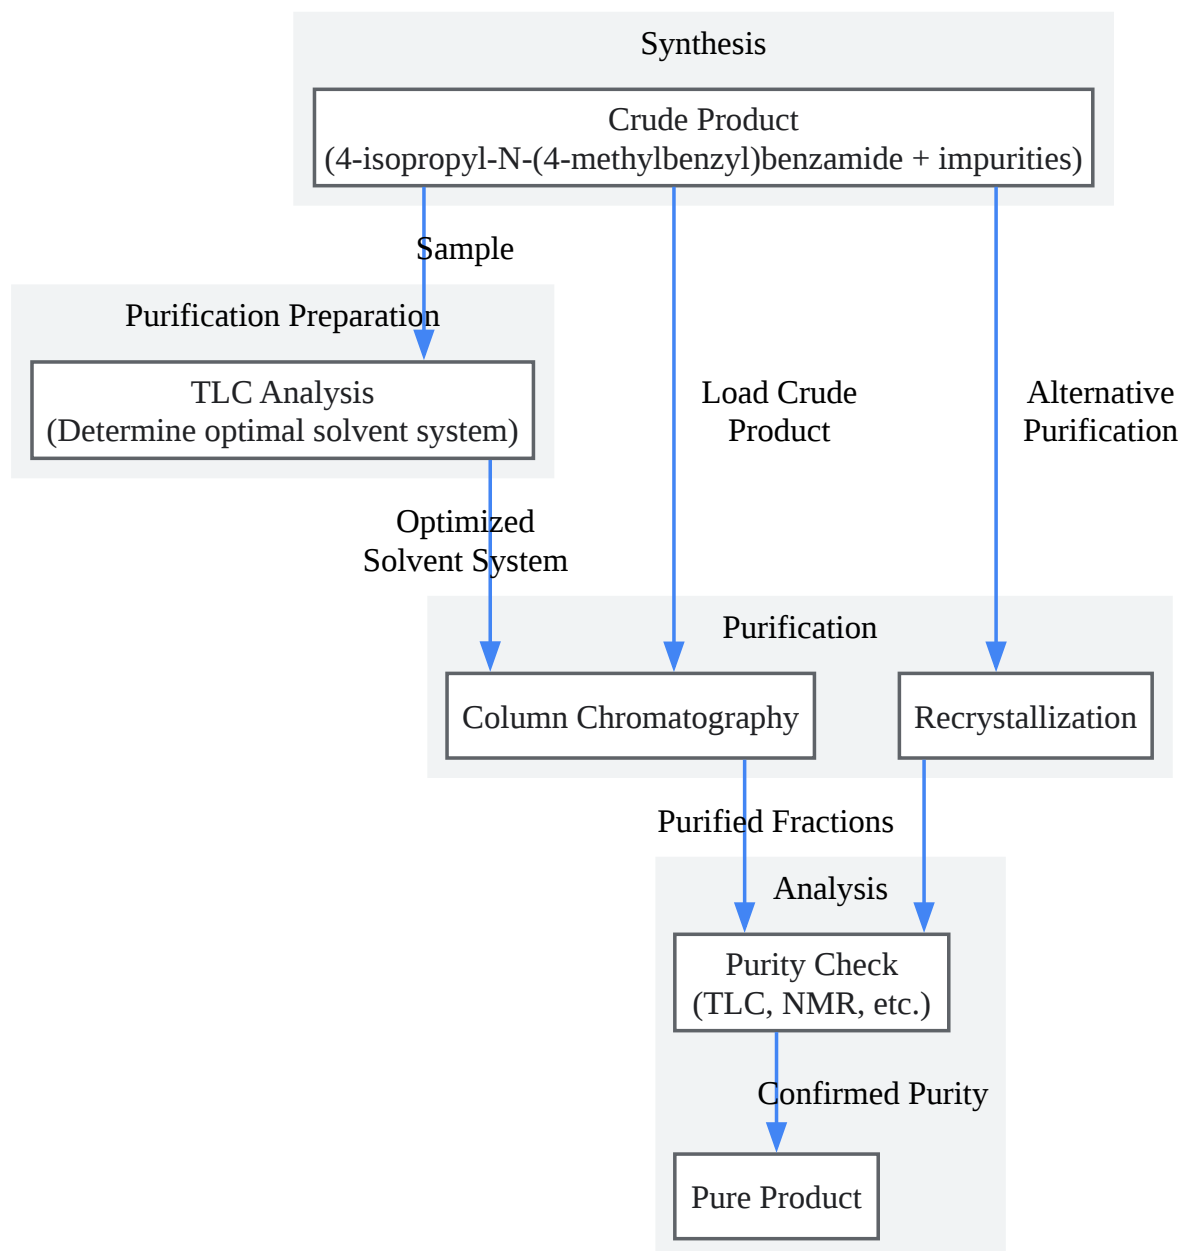 Synthesis
Crude Product
(4-isopropyl-N-(4-methylbenzyl)benzamide + impurities)
Sample
Purification Preparation
TLC Analysis
(Determine optimal solvent system)
Load Crude
Product
Alternative
Purification
Optimized
Solvent System
Purification
Column Chromatography
Recrystallization
Purified Fractions
Analysis
Purity Check
(TLC, NMR, etc.)
Confirmed Purity
Pure Product